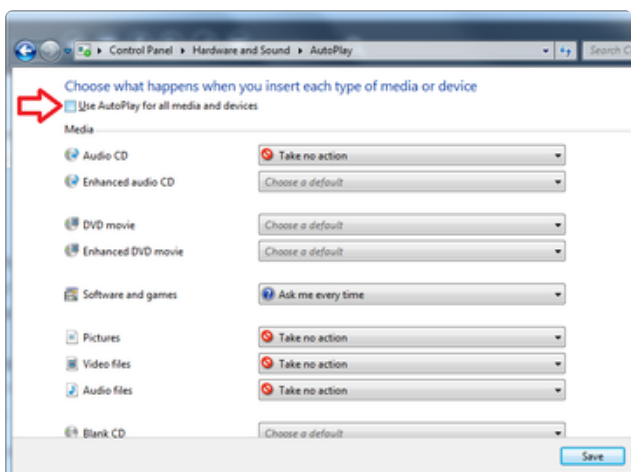 Control Panel ▸ Hardware and Sound ▸ AutoPlay Search C
Choose what happens when you insert each type of media or device
Use AutoPlay for all media and devices
Media
Audio CD Take no action
Enhanced audio CD Choose a default
DVD movie Choose a default
Enhanced DVD movie Choose a default
Software and games Ask me every time
Pictures Take no action
Video files Take no action
Audio files Take no action
Blank CD Choose a default
Save